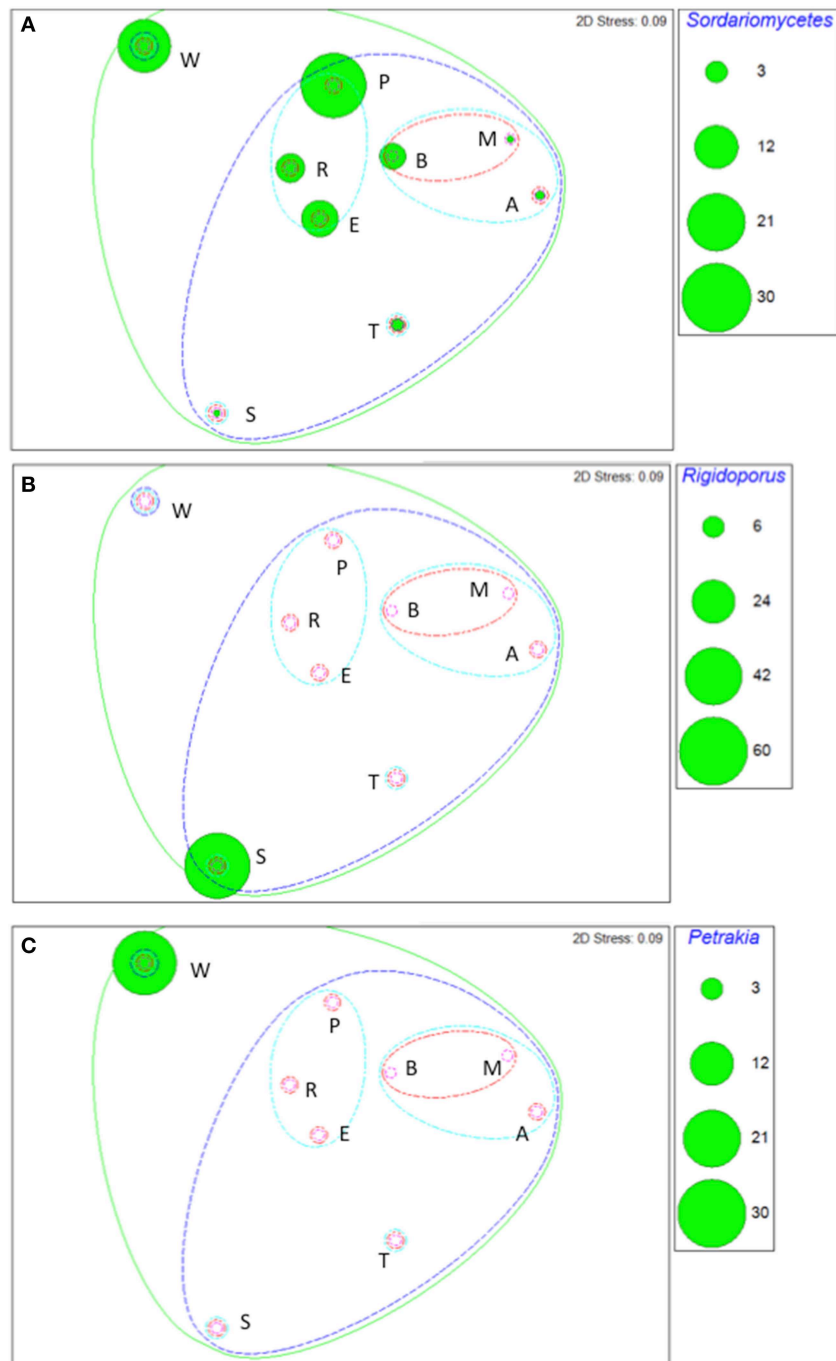 A
2D Stress: 0.09
W
P
B
M
R
A
E
T
S
Sordariomycetes
3
12
21
30
B
2D Stress: 0.09
W
P
M
B
R
A
E
T
S
Rigidoporus
6
24
42
60
C
2D Stress: 0.09
W
P
B
M
R
A
E
T
S
Petrakia
3
12
21
30